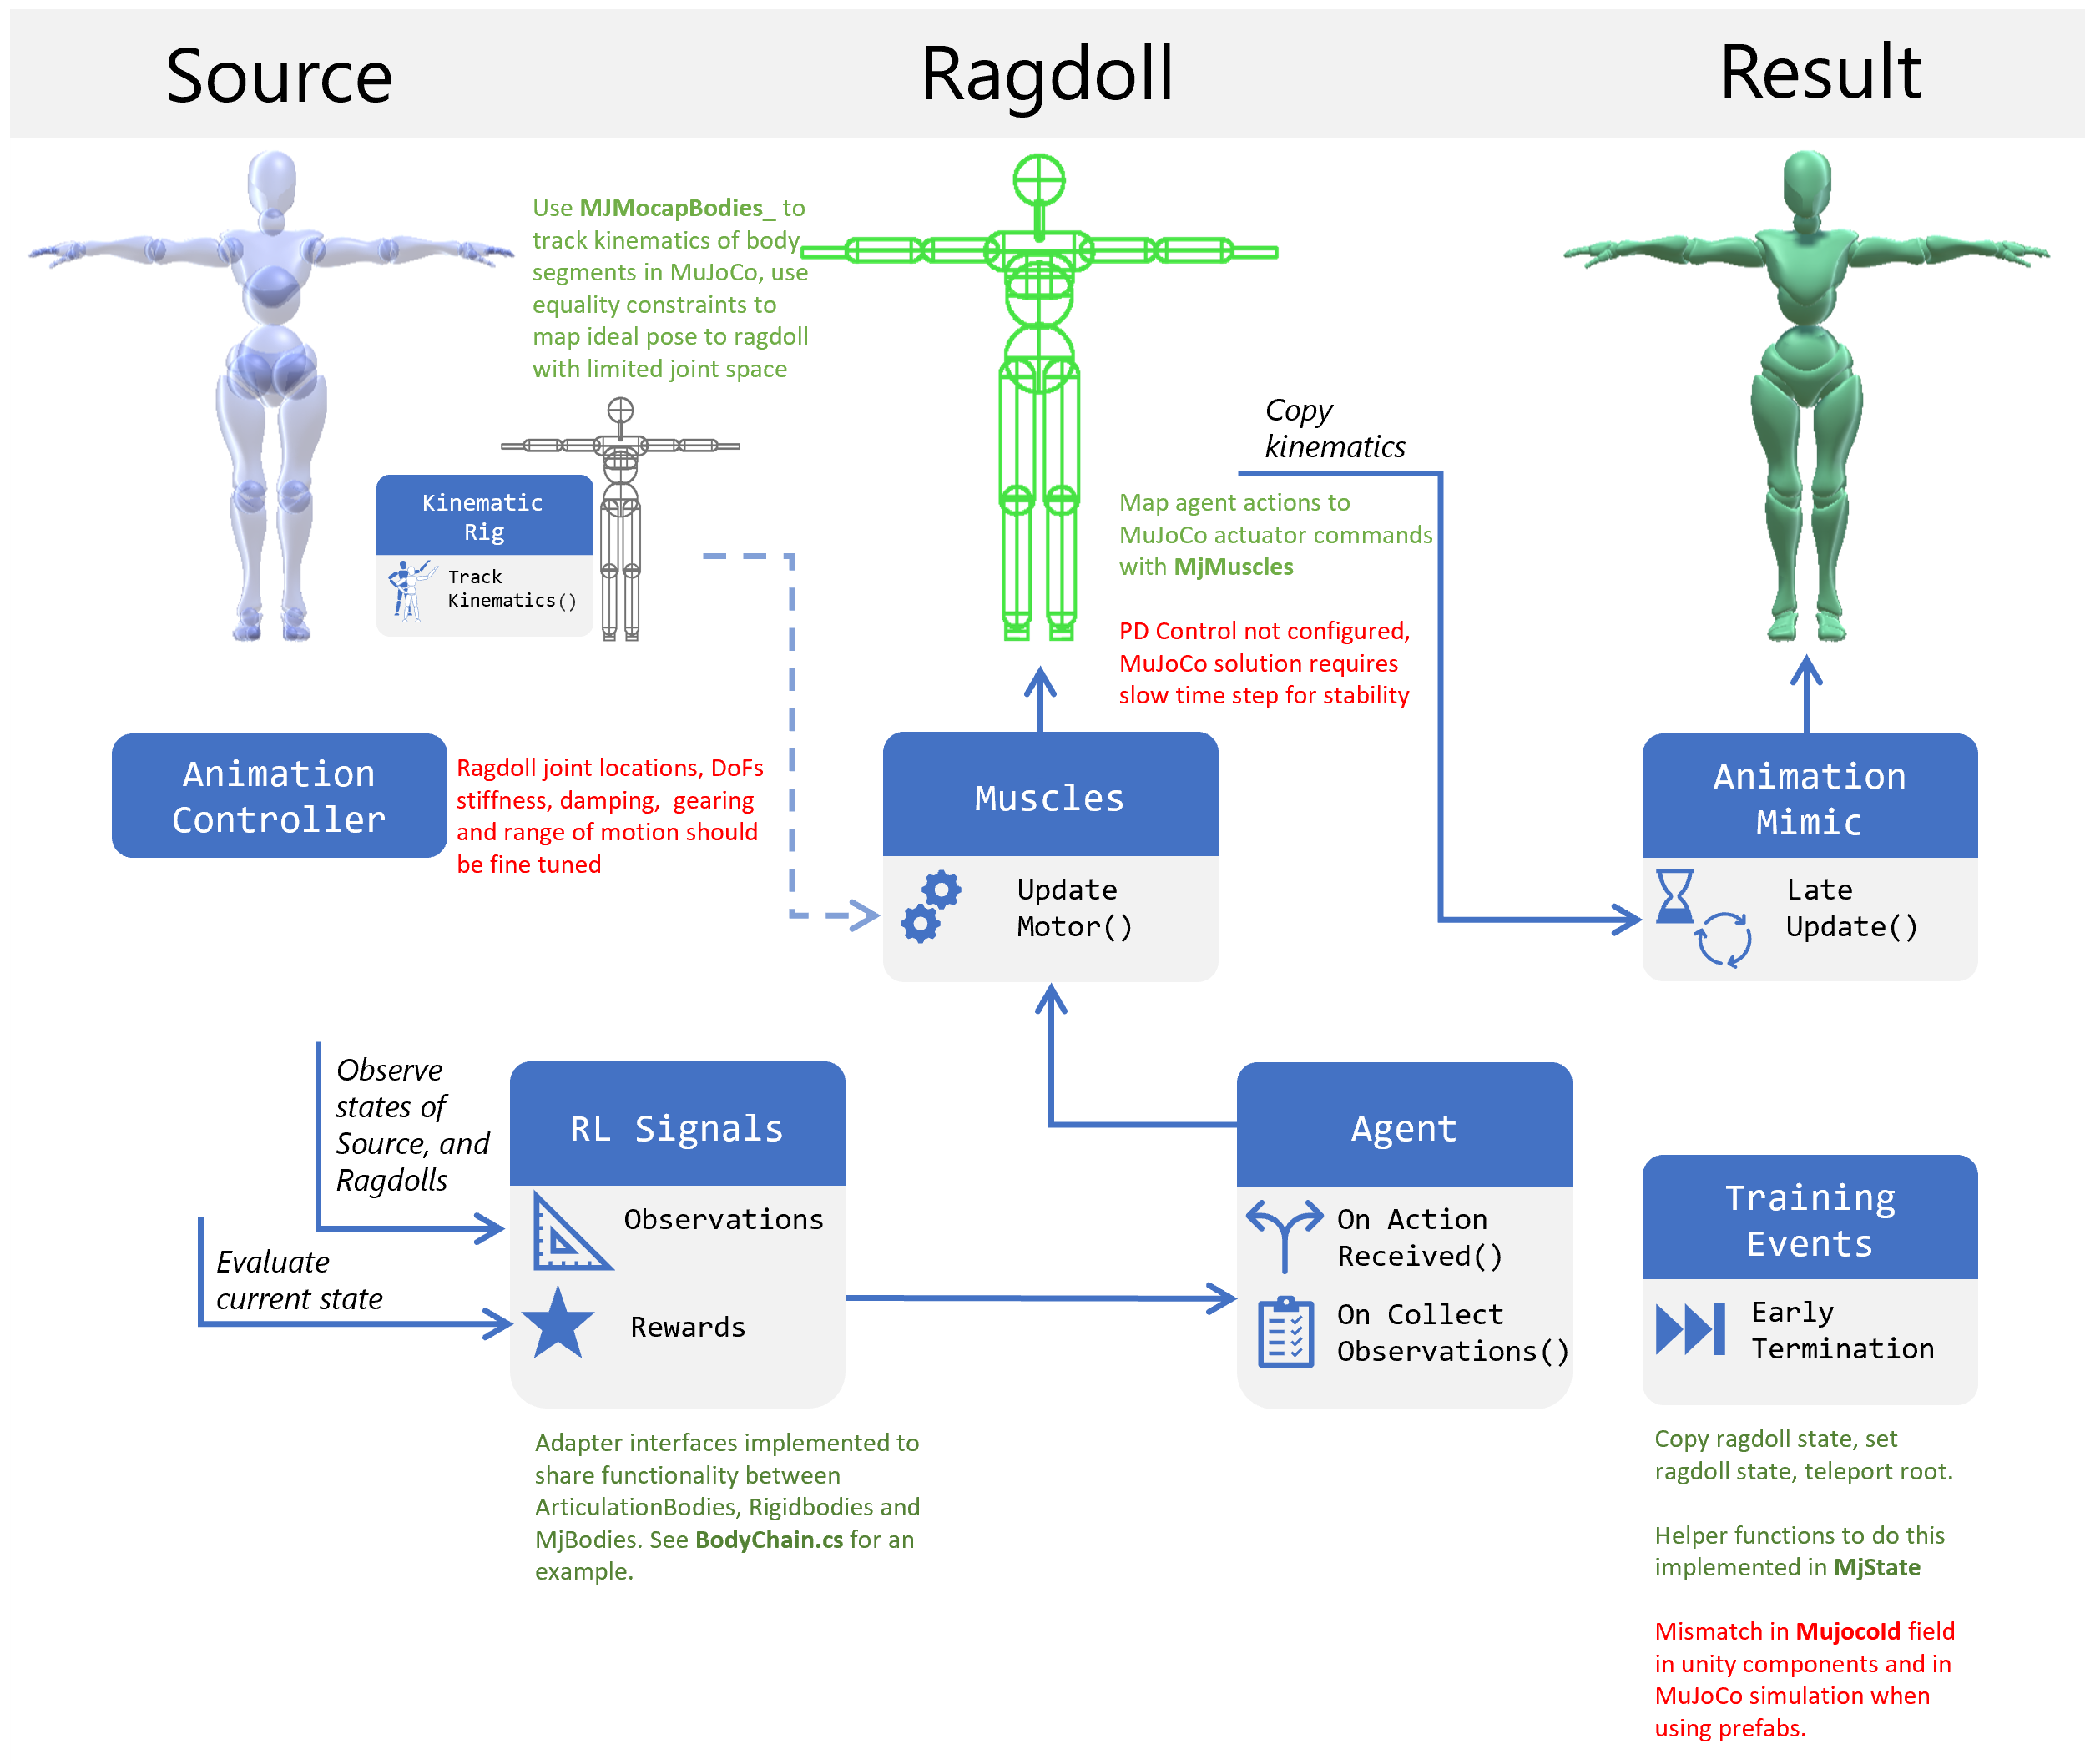 Source
Ragdoll
Result
Use MJMocapBodies_ to
track kinematics of body
segments in MuJoCo, use
equality constraints to
map ideal pose to ragdoll
with limited joint space
Kinematic
Rig
Track
Kinematics()
Copy
kinematics
Map agent actions to
MuJoCo actuator commands
with MjMuscles
PD Control not configured,
MuJoCo solution requires
slow time step for stability
Animation
Controller
Ragdoll joint locations, DoFs
stiffness, damping,  gearing
and range of motion should
be fine tuned
Muscles
Update
Motor()
Animation
Mimic
Late
Update()
Observe
states of
Source, and
Ragdolls
Evaluate
current state
RL Signals
Observations
Rewards
Agent
On Action
Received()
On Collect
Observations()
Training
Events
Early
Termination
Adapter interfaces implemented to
share functionality between
ArticulationBodies, Rigidbodies and
MjBodies. See BodyChain.cs for an
example.
Copy ragdoll state, set
ragdoll state, teleport root.
Helper functions to do this
implemented in MjState
Mismatch in MujocoId field
in unity components and in
MuJoCo simulation when
using prefabs.